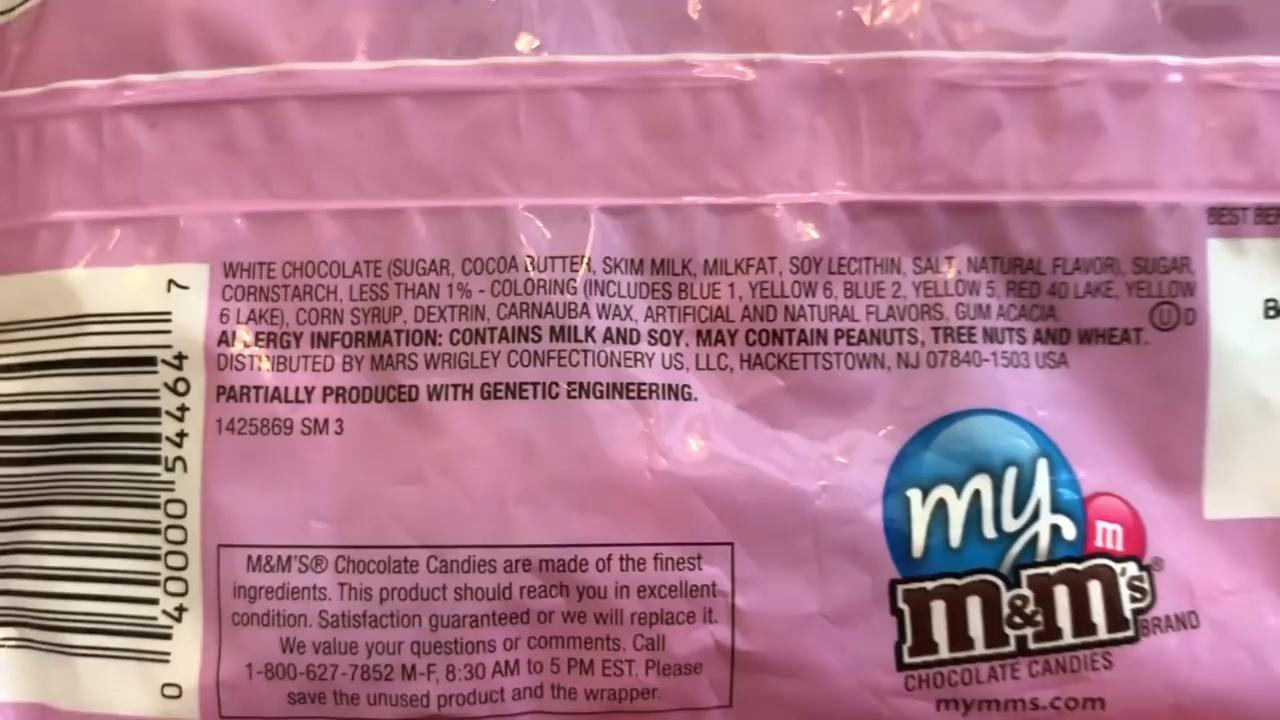 BEST BE
WHITE CHOCOLATE (SUGAR, COCOA BUTTER, SKIM MILK, MILKFAT, SOY LECITHIN, SALT, NATURAL FLAVOR), SUGAR,
CORNSTARCH, LESS THAN 1% - COLORING (INCLUDES BLUE 1, YELLOW 6, BLUE 2, YELLOW 5, RED 40 LAKE, YELLOW
6 LAKE), CORN SYRUP, DEXTRIN, CARNAUBA WAX, ARTIFICIAL AND NATURAL FLAVORS, GUM ACACIA.
U D
ALLERGY INFORMATION: CONTAINS MILK AND SOY. MAY CONTAIN PEANUTS, TREE NUTS AND WHEAT.
DISTRIBUTED BY MARS WRIGLEY CONFECTIONERY US, LLC, HACKETTSTOWN, NJ 07840-1503 USA
PARTIALLY PRODUCED WITH GENETIC ENGINEERING.
1425869 SM 3
0 40000 54464 7
M&M'S® Chocolate Candies are made of the finest
ingredients. This product should reach you in excellent
condition. Satisfaction guaranteed or we will replace it.
We value your questions or comments. Call
1-800-627-7852 M-F, 8:30 AM to 5 PM EST. Please
save the unused product and the wrapper.
my
m
m&m's®
BRAND
CHOCOLATE CANDIES
mymms.com